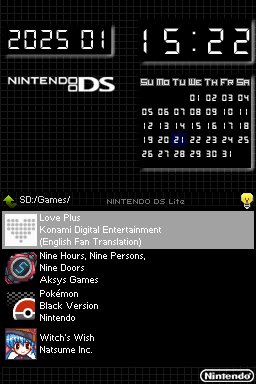 2025 01
15:22
NINTENDO DS
Su Mo Tu We Th Fr Sa
01 02 03 04
05 06 07 08 09 10 11
12 13 14 15 16 17 18
19 20 21 22 23 24 25
26 27 28 29 30 31
SD:/Games/
NINTENDO DS Lite
Love Plus
Konami Digital Entertainment
(English Fan Translation)
Nine Hours, Nine Persons,
Nine Doors
Aksys Games
Pokémon
Black Version
Nintendo
Witch's Wish
Natsume Inc.
Nintendo